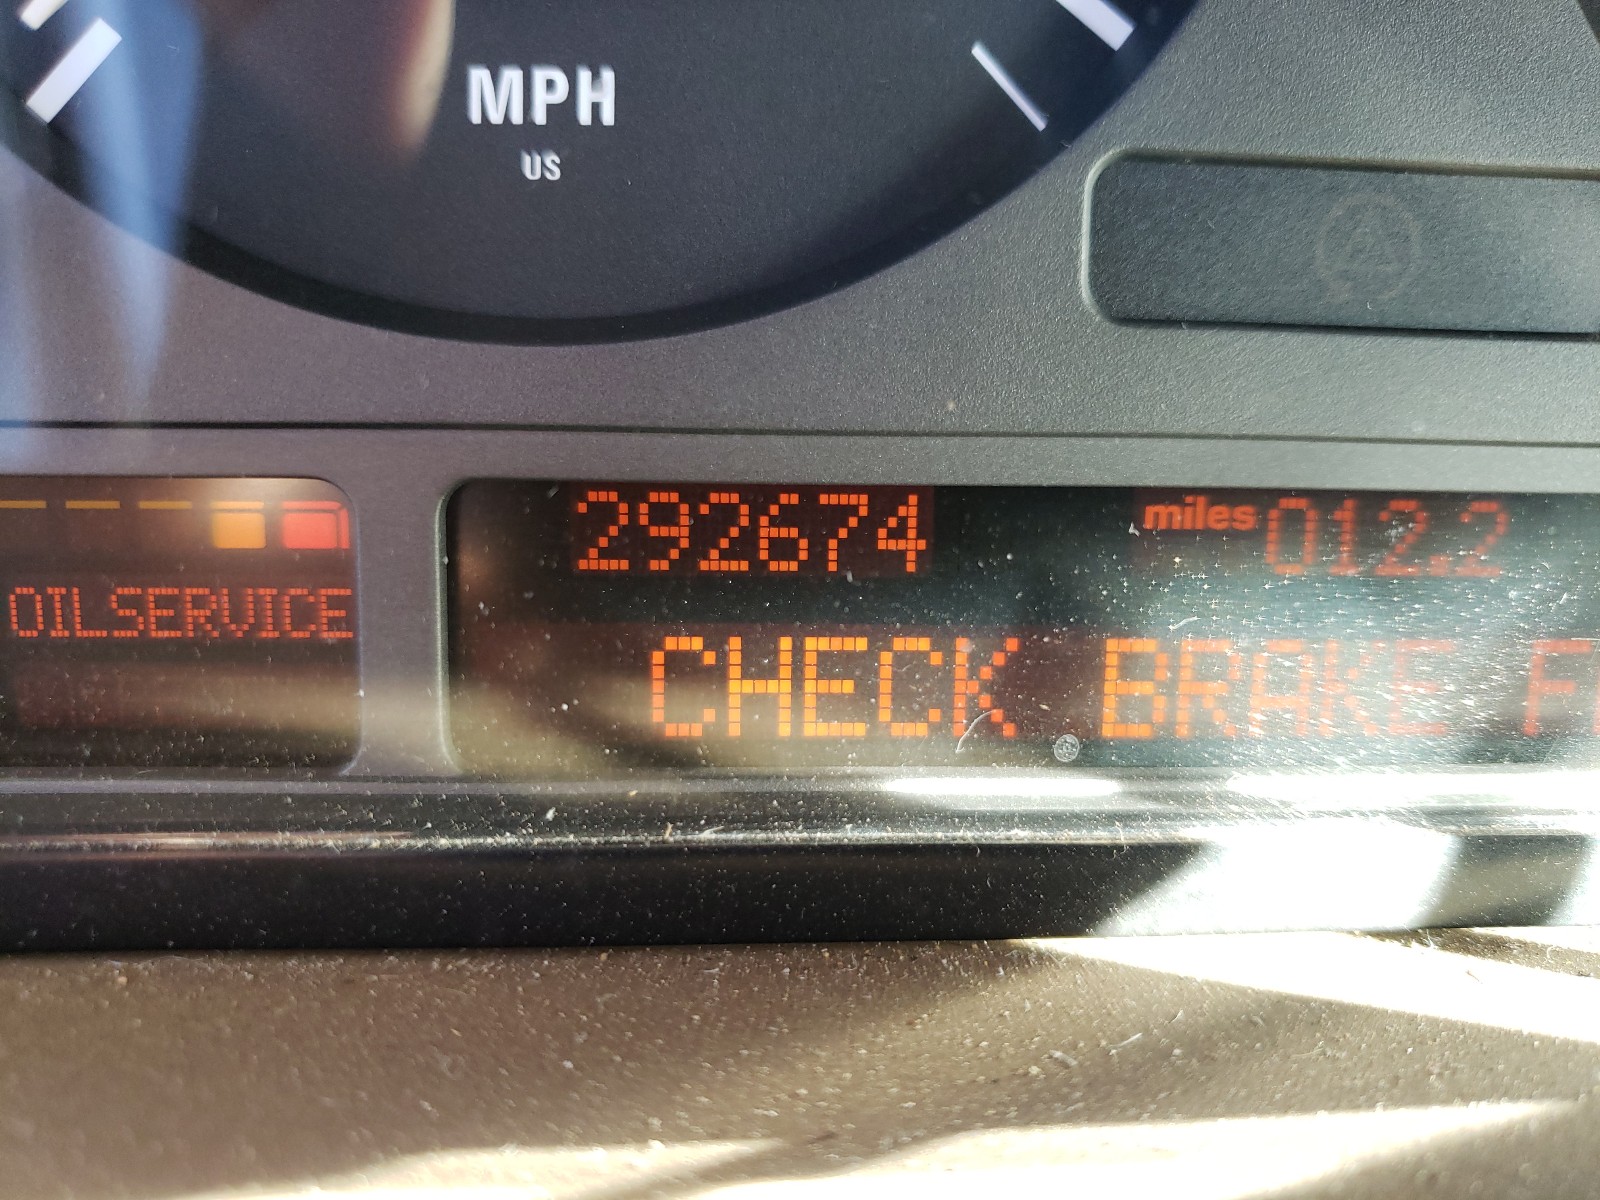 MPH
US
292674 miles 012.2
OILSERVICE
CHECK BRAKE